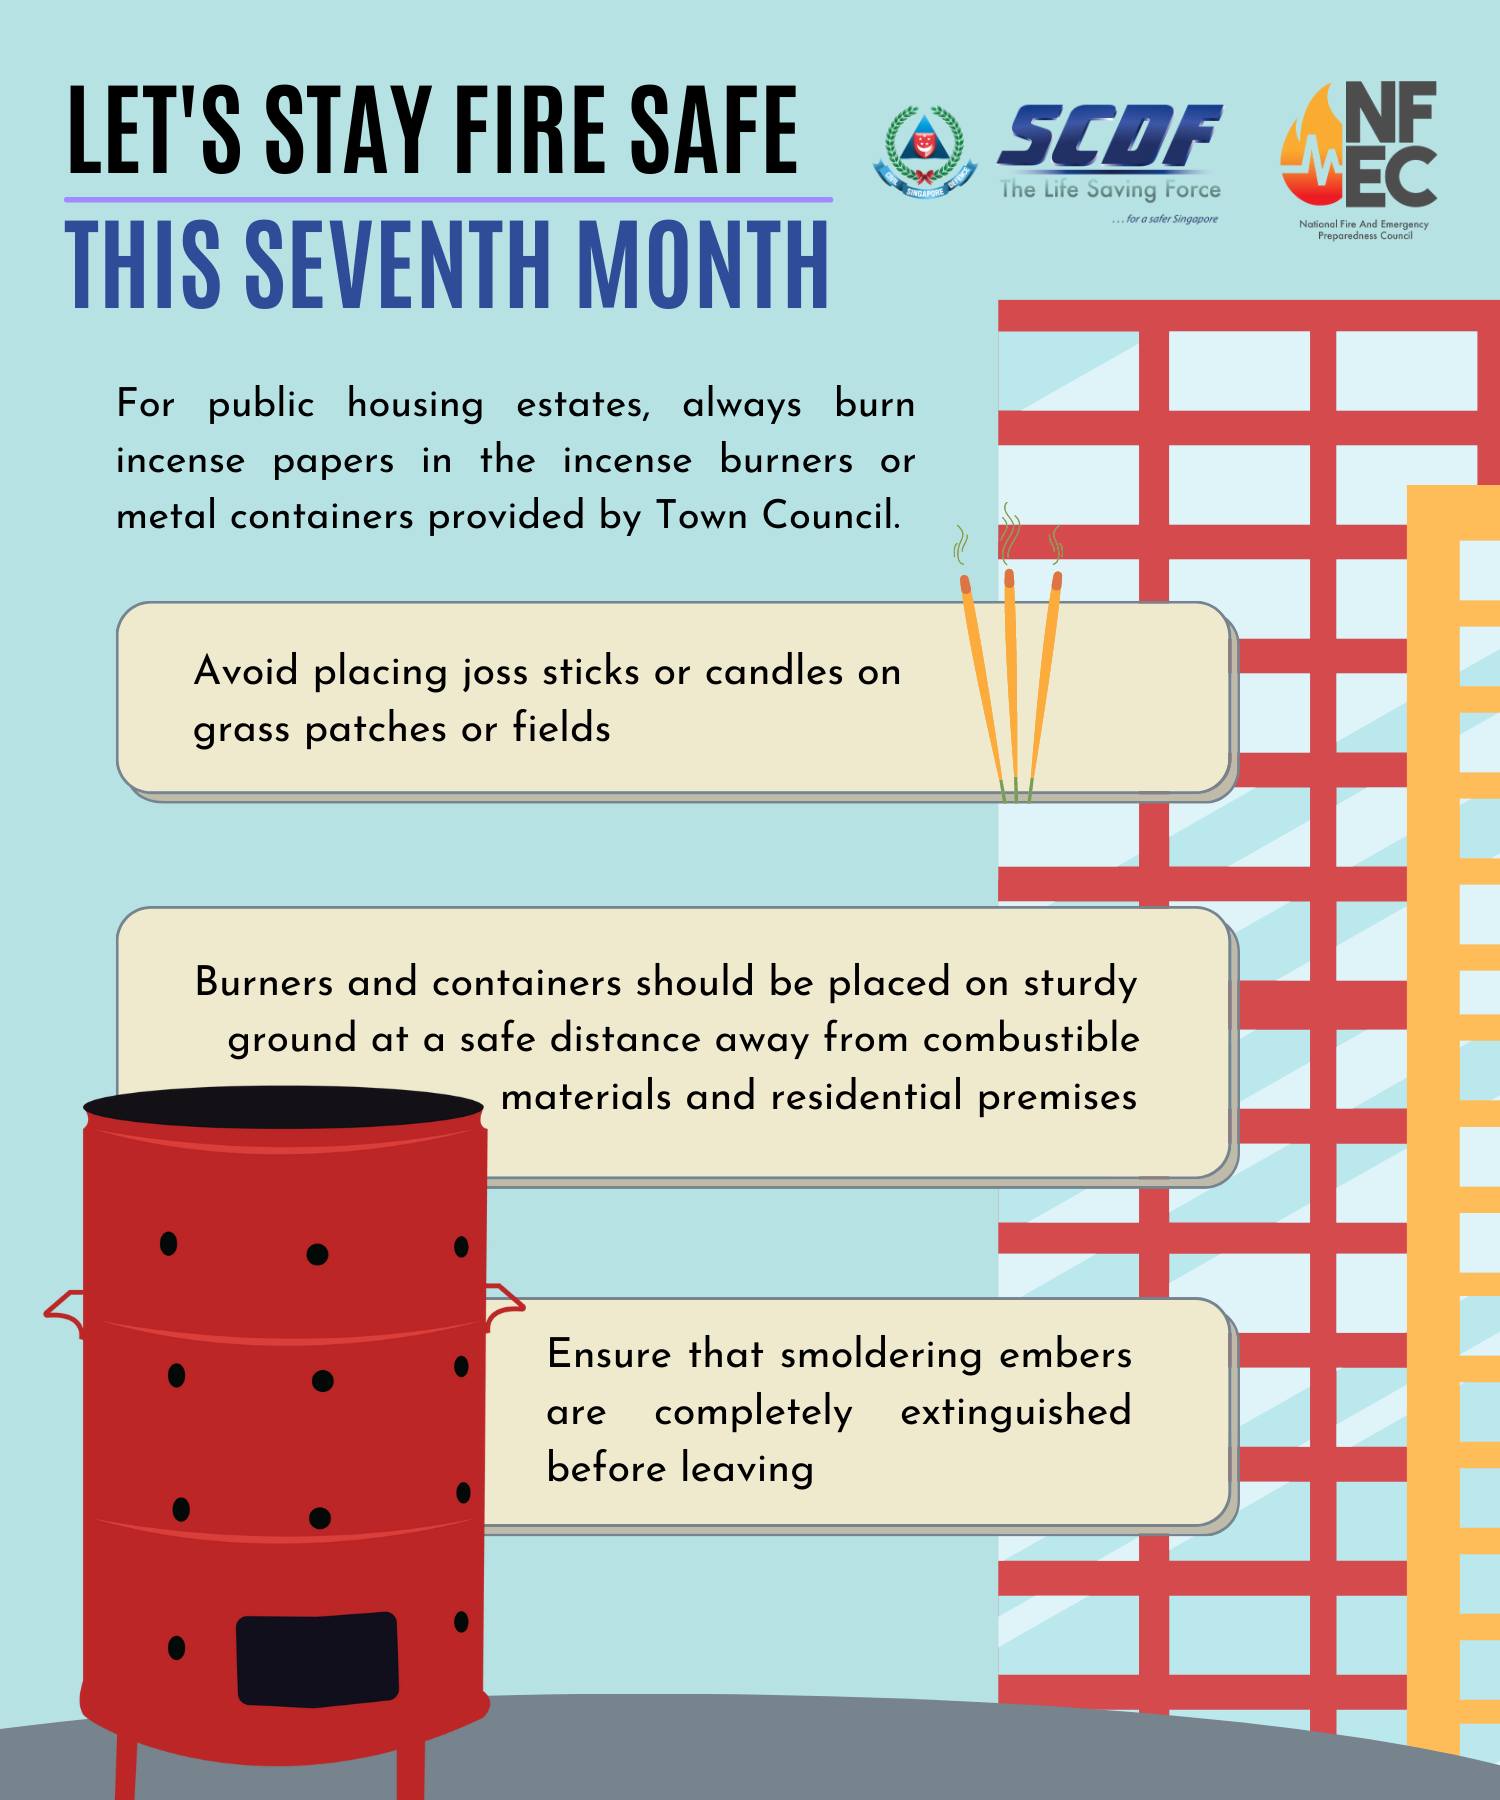 LET'S STAY FIRE SAFE
THIS SEVENTH MONTH
SCDF
The Life Saving Force
...for a safer Singapore
SINGAPORE
NF
EC
National Fire And Emergency
Preparedness Council
For public housing estates, always burn
incense papers in the incense burners or
metal containers provided by Town Council.
Avoid placing joss sticks or candles on
grass patches or fields
Burners and containers should be placed on sturdy
ground at a safe distance away from combustible
materials and residential premises
Ensure that smoldering embers
are completely extinguished
before leaving